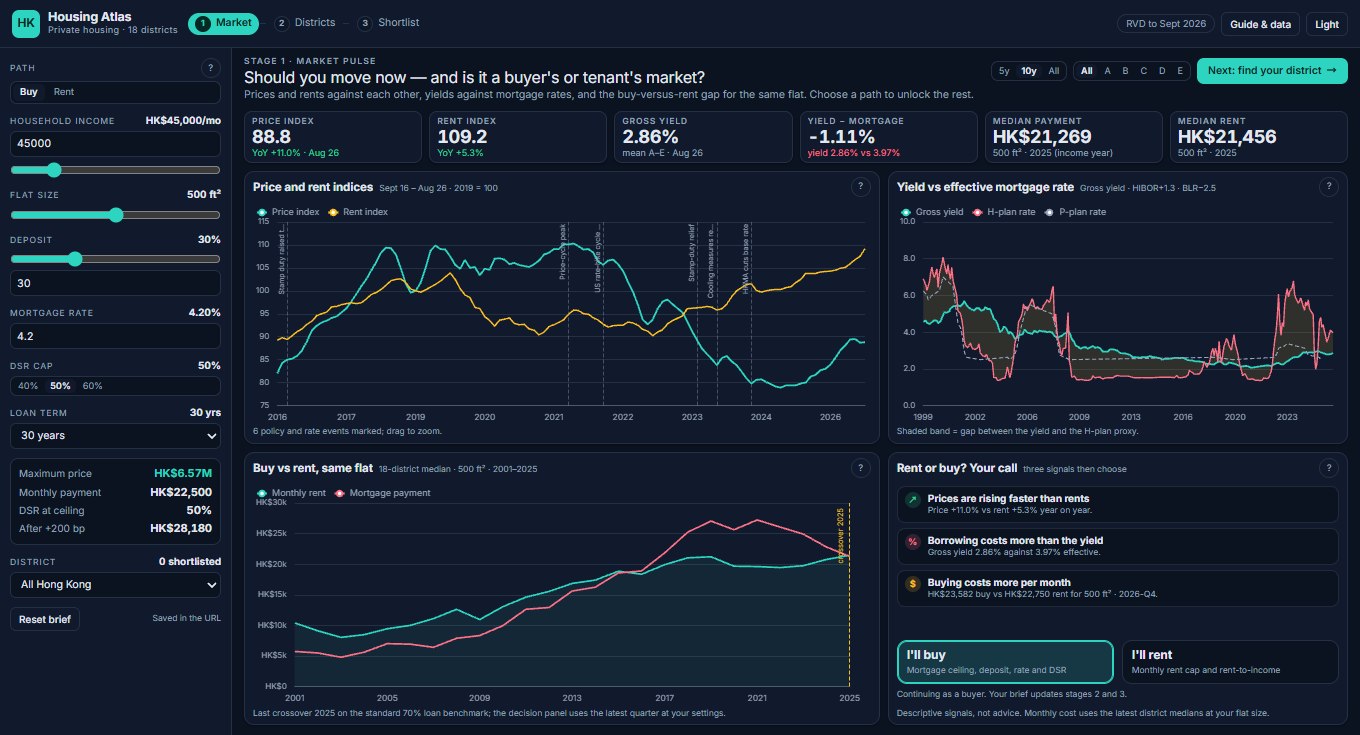 HK
Housing Atlas
Private housing · 18 districts
1 Market
2 Districts
3 Shortlist
RVD to Sept 2026
Guide & data
Light
PATH
?
Buy
Rent
HOUSEHOLD INCOME
HK$45,000/mo
45000
FLAT SIZE
500 ft²
DEPOSIT
30%
30
MORTGAGE RATE
4.20%
4.2
DSR CAP
50%
40%
50%
60%
LOAN TERM
30 yrs
30 years
Maximum price HK$6.57M
Monthly payment HK$22,500
DSR at ceiling 50%
After +200 bp HK$28,180
DISTRICT
0 shortlisted
All Hong Kong
Reset brief
Saved in the URL
STAGE 1 · MARKET PULSE
Should you move now — and is it a buyer's or tenant's market?
Prices and rents against each other, yields against mortgage rates, and the buy-versus-rent gap for the same flat. Choose a path to unlock the rest.
5y 10y All
All A B C D E
Next: find your district →
PRICE INDEX
88.8
YoY +11.0% · Aug 26
RENT INDEX
109.2
YoY +5.3%
GROSS YIELD
2.86%
mean A–E · Aug 26
YIELD − MORTGAGE
-1.11%
yield 2.86% vs 3.97%
MEDIAN PAYMENT
HK$21,269
500 ft² · 2025 (income year)
MEDIAN RENT
HK$21,456
500 ft² · 2025
Price and rent indices
Sept 16 – Aug 26 · 2019 = 100
?
Price index
Rent index
115
110
105
100
95
90
85
80
75
Stamp duty raised t...
Price-cycle peak
US rate-hike cycle ...
Stamp-duty relief
Cooling measures re...
HKMA cuts base rate
2016
2017
2019
2020
2021
2022
2023
2024
2026
6 policy and rate events marked; drag to zoom.
Yield vs effective mortgage rate
Gross yield · HIBOR+1.3 · BLR−2.5
?
Gross yield
H-plan rate
P-plan rate
10.0
8.0
6.0
4.0
2.0
0.0
1999
2002
2006
2009
2013
2016
2020
2023
Shaded band = gap between the yield and the H-plan proxy.
Buy vs rent, same flat
18-district median · 500 ft² · 2001–2025
?
Monthly rent
Mortgage payment
HK$30k
HK$25k
HK$20k
HK$15k
HK$10k
HK$5k
HK$0
crossover 2025
2001
2005
2009
2013
2017
2021
2025
Last crossover 2025 on the standard 70% loan benchmark; the decision panel uses the latest quarter at your settings.
Rent or buy? Your call
three signals then choose
?
↗
Prices are rising faster than rents
Price +11.0% vs rent +5.3% year on year.
%
Borrowing costs more than the yield
Gross yield 2.86% against 3.97% effective.
$
Buying costs more per month
HK$23,582 buy vs HK$22,750 rent for 500 ft² · 2026-Q4.
I'll buy
Mortgage ceiling, deposit, rate and DSR
I'll rent
Monthly rent cap and rent-to-income
Continuing as a buyer. Your brief updates stages 2 and 3.
Descriptive signals, not advice. Monthly cost uses the latest district medians at your flat size.